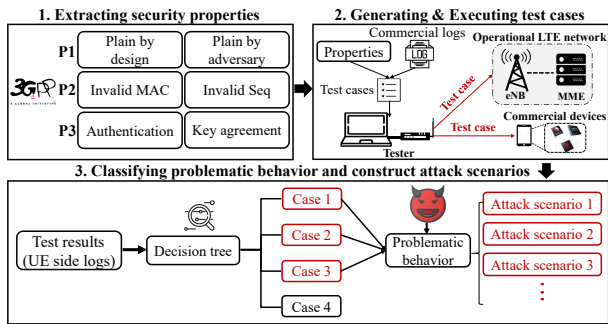 1. Extracting security properties
P1
Plain by
design
Plain by
adversary
3GPP
A GLOBAL INITIATIVE
P2
Invalid MAC
Invalid Seq
P3
Authentication
Key agreement
2. Generating & Executing test cases
Commercial logs
Properties
LOG
Test cases
Tester
Test case
Test case
Operational LTE network
eNB
MME
Commercial devices
3. Classifying problematic behavior and construct attack scenarios
Test results
(UE side logs)
Decision tree
Case 1
Case 2
Case 3
Case 4
Problematic
behavior
Attack scenario 1
Attack scenario 2
Attack scenario 3